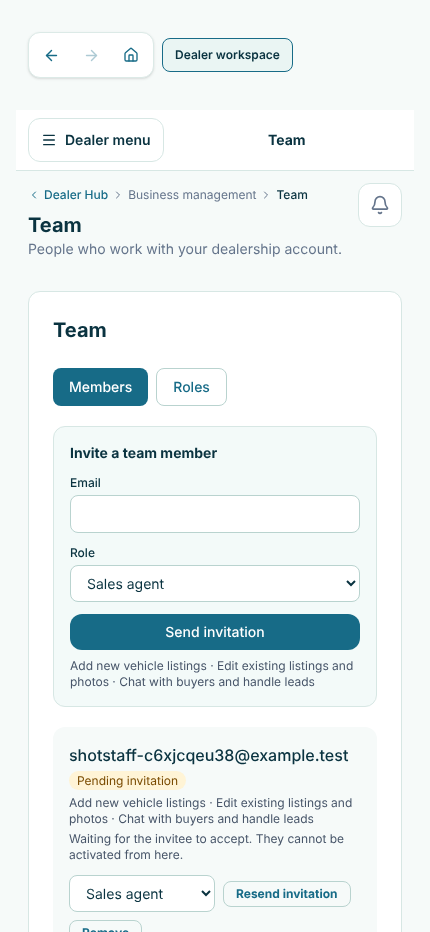 Dealer workspace
Dealer menu
Team
Dealer Hub
Business management
Team
Team
People who work with your dealership account.
Team
Members
Roles
Invite a team member
Email
Role
Sales agent
Send invitation
Add new vehicle listings · Edit existing listings and
photos · Chat with buyers and handle leads
shotstaff-c6xjcqeu38@example.test
Pending invitation
Add new vehicle listings · Edit existing listings and
photos · Chat with buyers and handle leads
Waiting for the invitee to accept. They cannot be
activated from here.
Sales agent
Resend invitation
Remove